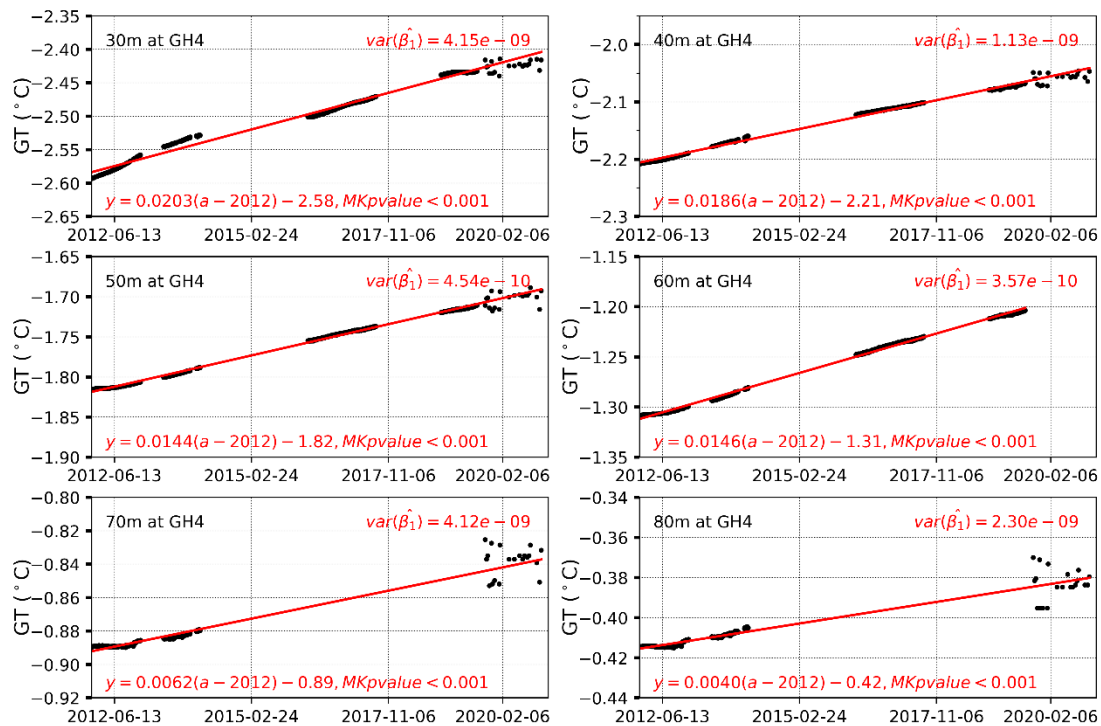 −2.35
−2.40
−2.45
−2.50
−2.55
−2.60
−2.65
GT (°C)
30m at GH4
var(β̂₁) = 4.15e − 09
y = 0.0203(a − 2012) − 2.58, MKpvalue < 0.001
2012-06-13 2015-02-24 2017-11-06 2020-02-06
−2.0
−2.1
−2.2
−2.3
GT (°C)
40m at GH4
var(β̂₁) = 1.13e − 09
y = 0.0186(a − 2012) − 2.21, MKpvalue < 0.001
2012-06-13 2015-02-24 2017-11-06 2020-02-06
−1.65
−1.70
−1.75
−1.80
−1.85
−1.90
GT (°C)
50m at GH4
var(β̂₁) = 4.54e − 10
y = 0.0144(a − 2012) − 1.82, MKpvalue < 0.001
2012-06-13 2015-02-24 2017-11-06 2020-02-06
−1.15
−1.20
−1.25
−1.30
−1.35
GT (°C)
60m at GH4
var(β̂₁) = 3.57e − 10
y = 0.0146(a − 2012) − 1.31, MKpvalue < 0.001
2012-06-13 2015-02-24 2017-11-06 2020-02-06
−0.80
−0.82
−0.84
−0.86
−0.88
−0.90
−0.92
GT (°C)
70m at GH4
var(β̂₁) = 4.12e − 09
y = 0.0062(a − 2012) − 0.89, MKpvalue < 0.001
2012-06-13 2015-02-24 2017-11-06 2020-02-06
−0.34
−0.36
−0.38
−0.40
−0.42
−0.44
GT (°C)
80m at GH4
var(β̂₁) = 2.30e − 09
y = 0.0040(a − 2012) − 0.42, MKpvalue < 0.001
2012-06-13 2015-02-24 2017-11-06 2020-02-06